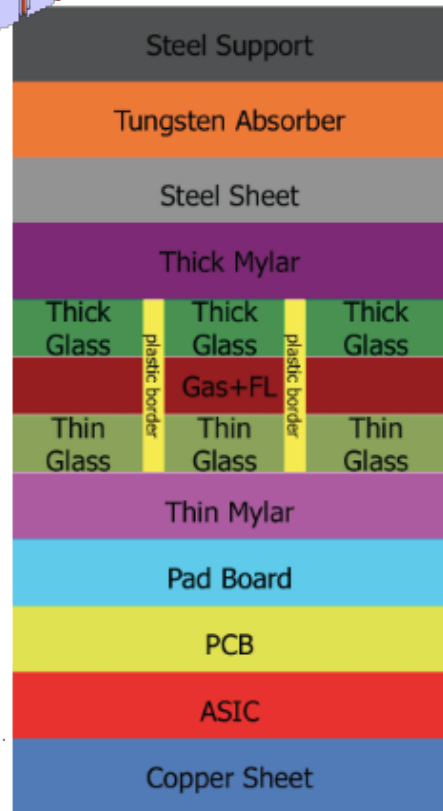 Steel Support
Tungsten Absorber
Steel Sheet
Thick Mylar
Thick Glass
plastic border
Thick Glass
plastic border
Thick Glass
Gas+FL
Thin Glass
Thin Glass
Thin Glass
Thin Mylar
Pad Board
PCB
ASIC
Copper Sheet